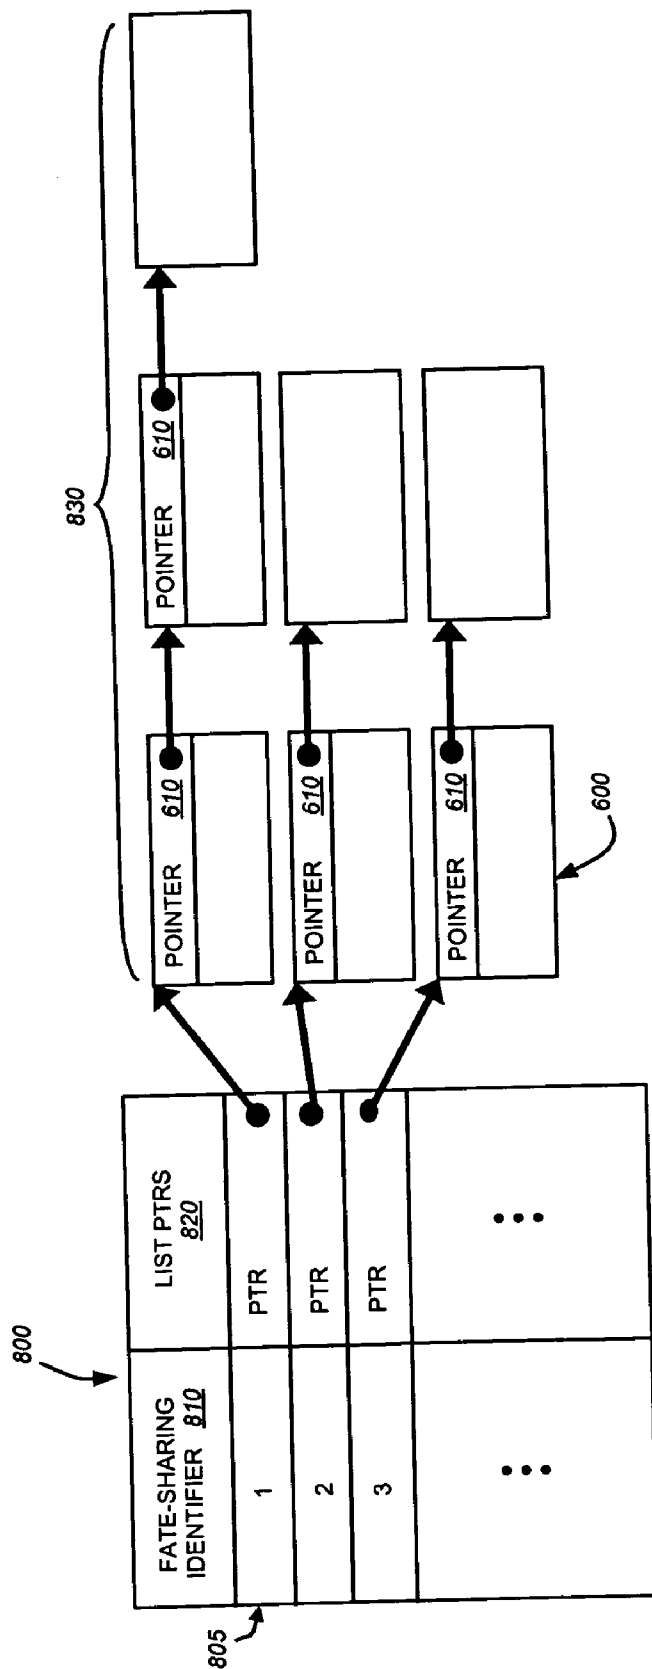 800
830
FATE-SHARING
IDENTIFIER 810
LIST PTRS
820
805
1
PTR
2
PTR
3
PTR
POINTER 610
POINTER 610
POINTER 610
POINTER 610
600